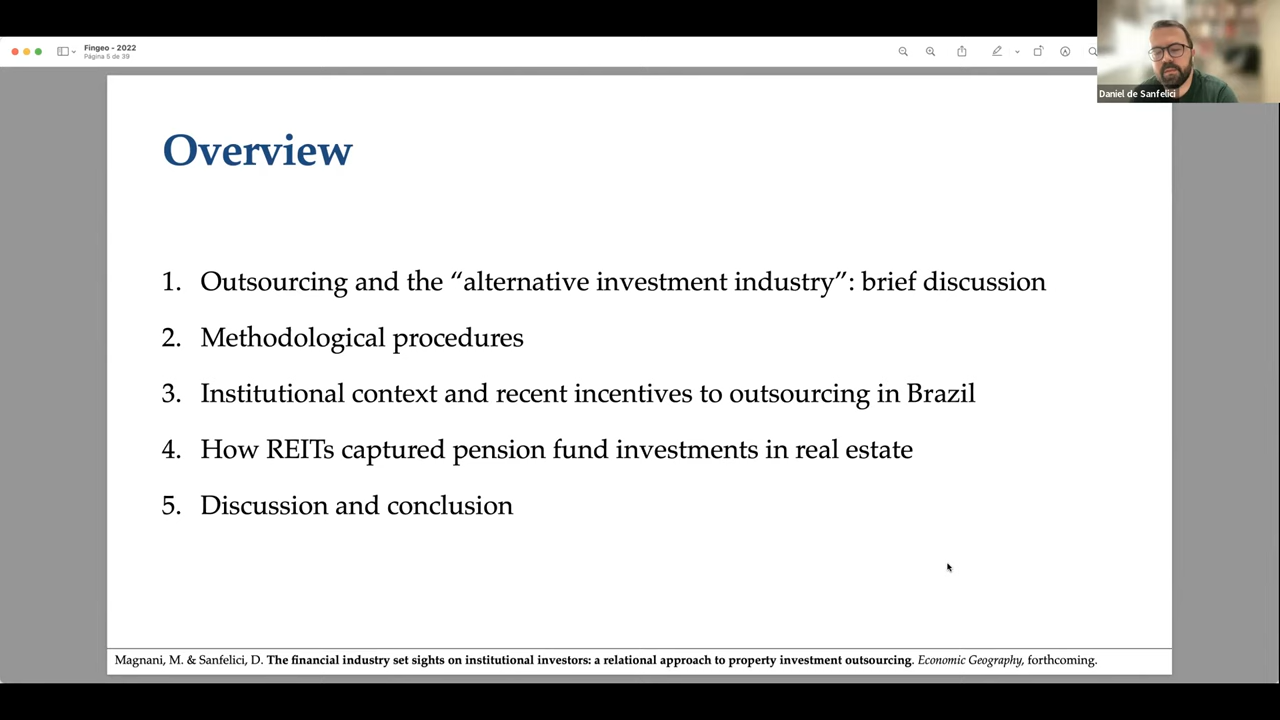 Fingeo - 2022
Página 5 de 39
Daniel de Sanfelici
Overview
1. Outsourcing and the “alternative investment industry”: brief discussion
2. Methodological procedures
3. Institutional context and recent incentives to outsourcing in Brazil
4. How REITs captured pension fund investments in real estate
5. Discussion and conclusion
Magnani, M. & Sanfelici, D. The financial industry set sights on institutional investors: a relational approach to property investment outsourcing. Economic Geography, forthcoming.